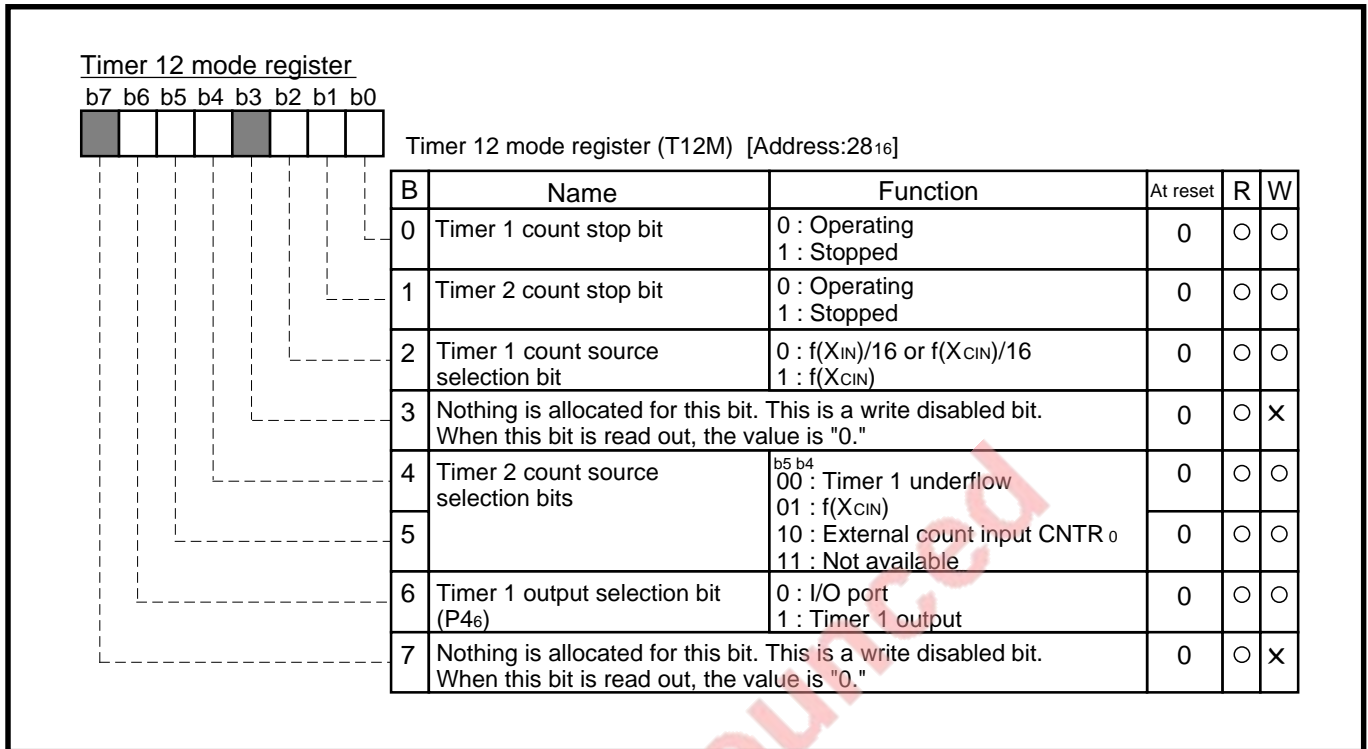 Timer 12 mode register
b7 b6 b5 b4 b3 b2 b1 b0
Timer 12 mode register (T12M) [Address:2816]
B Name Function At reset R W
0 Timer 1 count stop bit 0 : Operating 0 ○ ○
1 : Stopped
1 Timer 2 count stop bit 0 : Operating 0 ○ ○
1 : Stopped
2 Timer 1 count source 0 : f(XIN)/16 or f(XCIN)/16 0 ○ ○
selection bit 1 : f(XCIN)
3 Nothing is allocated for this bit. This is a write disabled bit. 0 ○ ×
When this bit is read out, the value is "0."
4 Timer 2 count source b5 b4 0 ○ ○
selection bits 00 : Timer 1 underflow
01 : f(XCIN)
5 10 : External count input CNTR 0 0 ○ ○
11 : Not available
6 Timer 1 output selection bit 0 : I/O port 0 ○ ○
(P46) 1 : Timer 1 output
7 Nothing is allocated for this bit. This is a write disabled bit. 0 ○ ×
When this bit is read out, the value is "0."